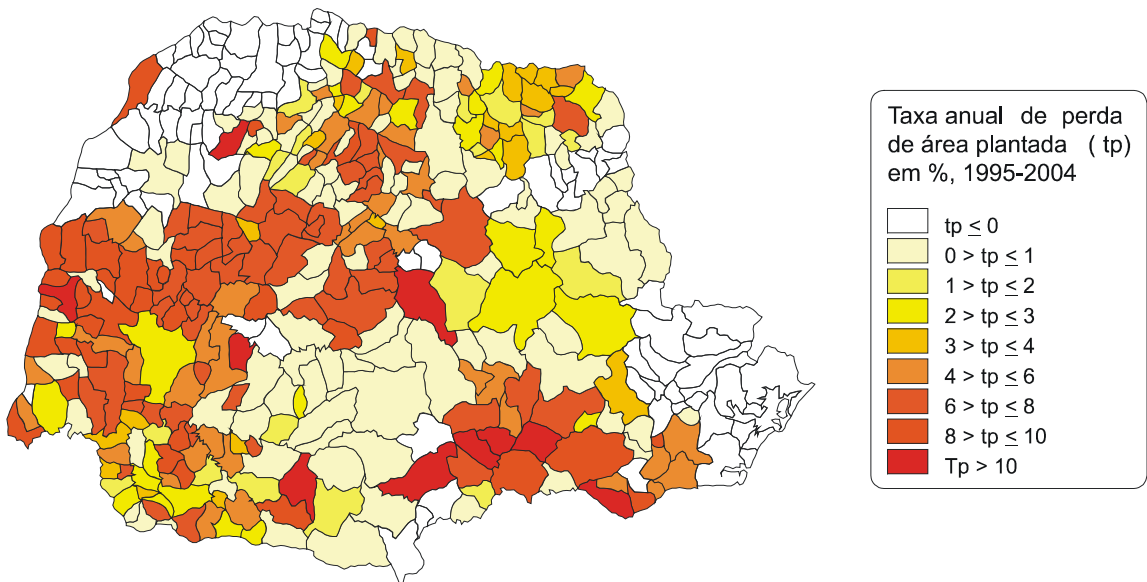 Taxa anual de perda
de área plantada ( tp)
em %, 1995-2004
tp ≤ 0
0 > tp ≤ 1
1 > tp ≤ 2
2 > tp ≤ 3
3 > tp ≤ 4
4 > tp ≤ 6
6 > tp ≤ 8
8 > tp ≤ 10
Tp > 10